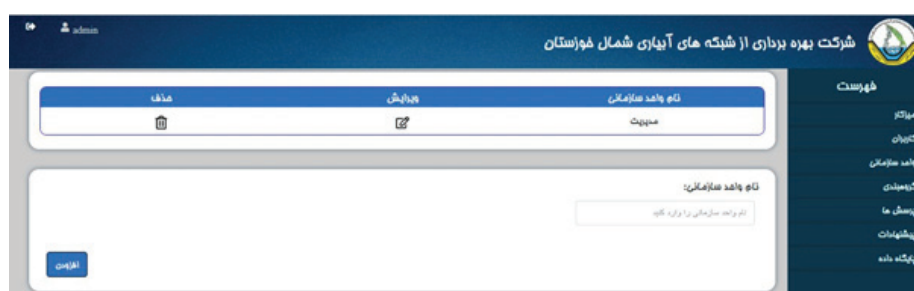 شرکت بهره برداری از شبکه های آبیاری شمال خوزستان
admin
فهرست
میزکار
کاربران
واحد سازمانی
گروهبندی
پرسش ها
پیشنهادات
پایگاه داده
نام واحد سازمانی ویرایش حذف
مدیریت
نام واحد سازمانی:
نام واحد سازمانی را وارد کنید
افزودن